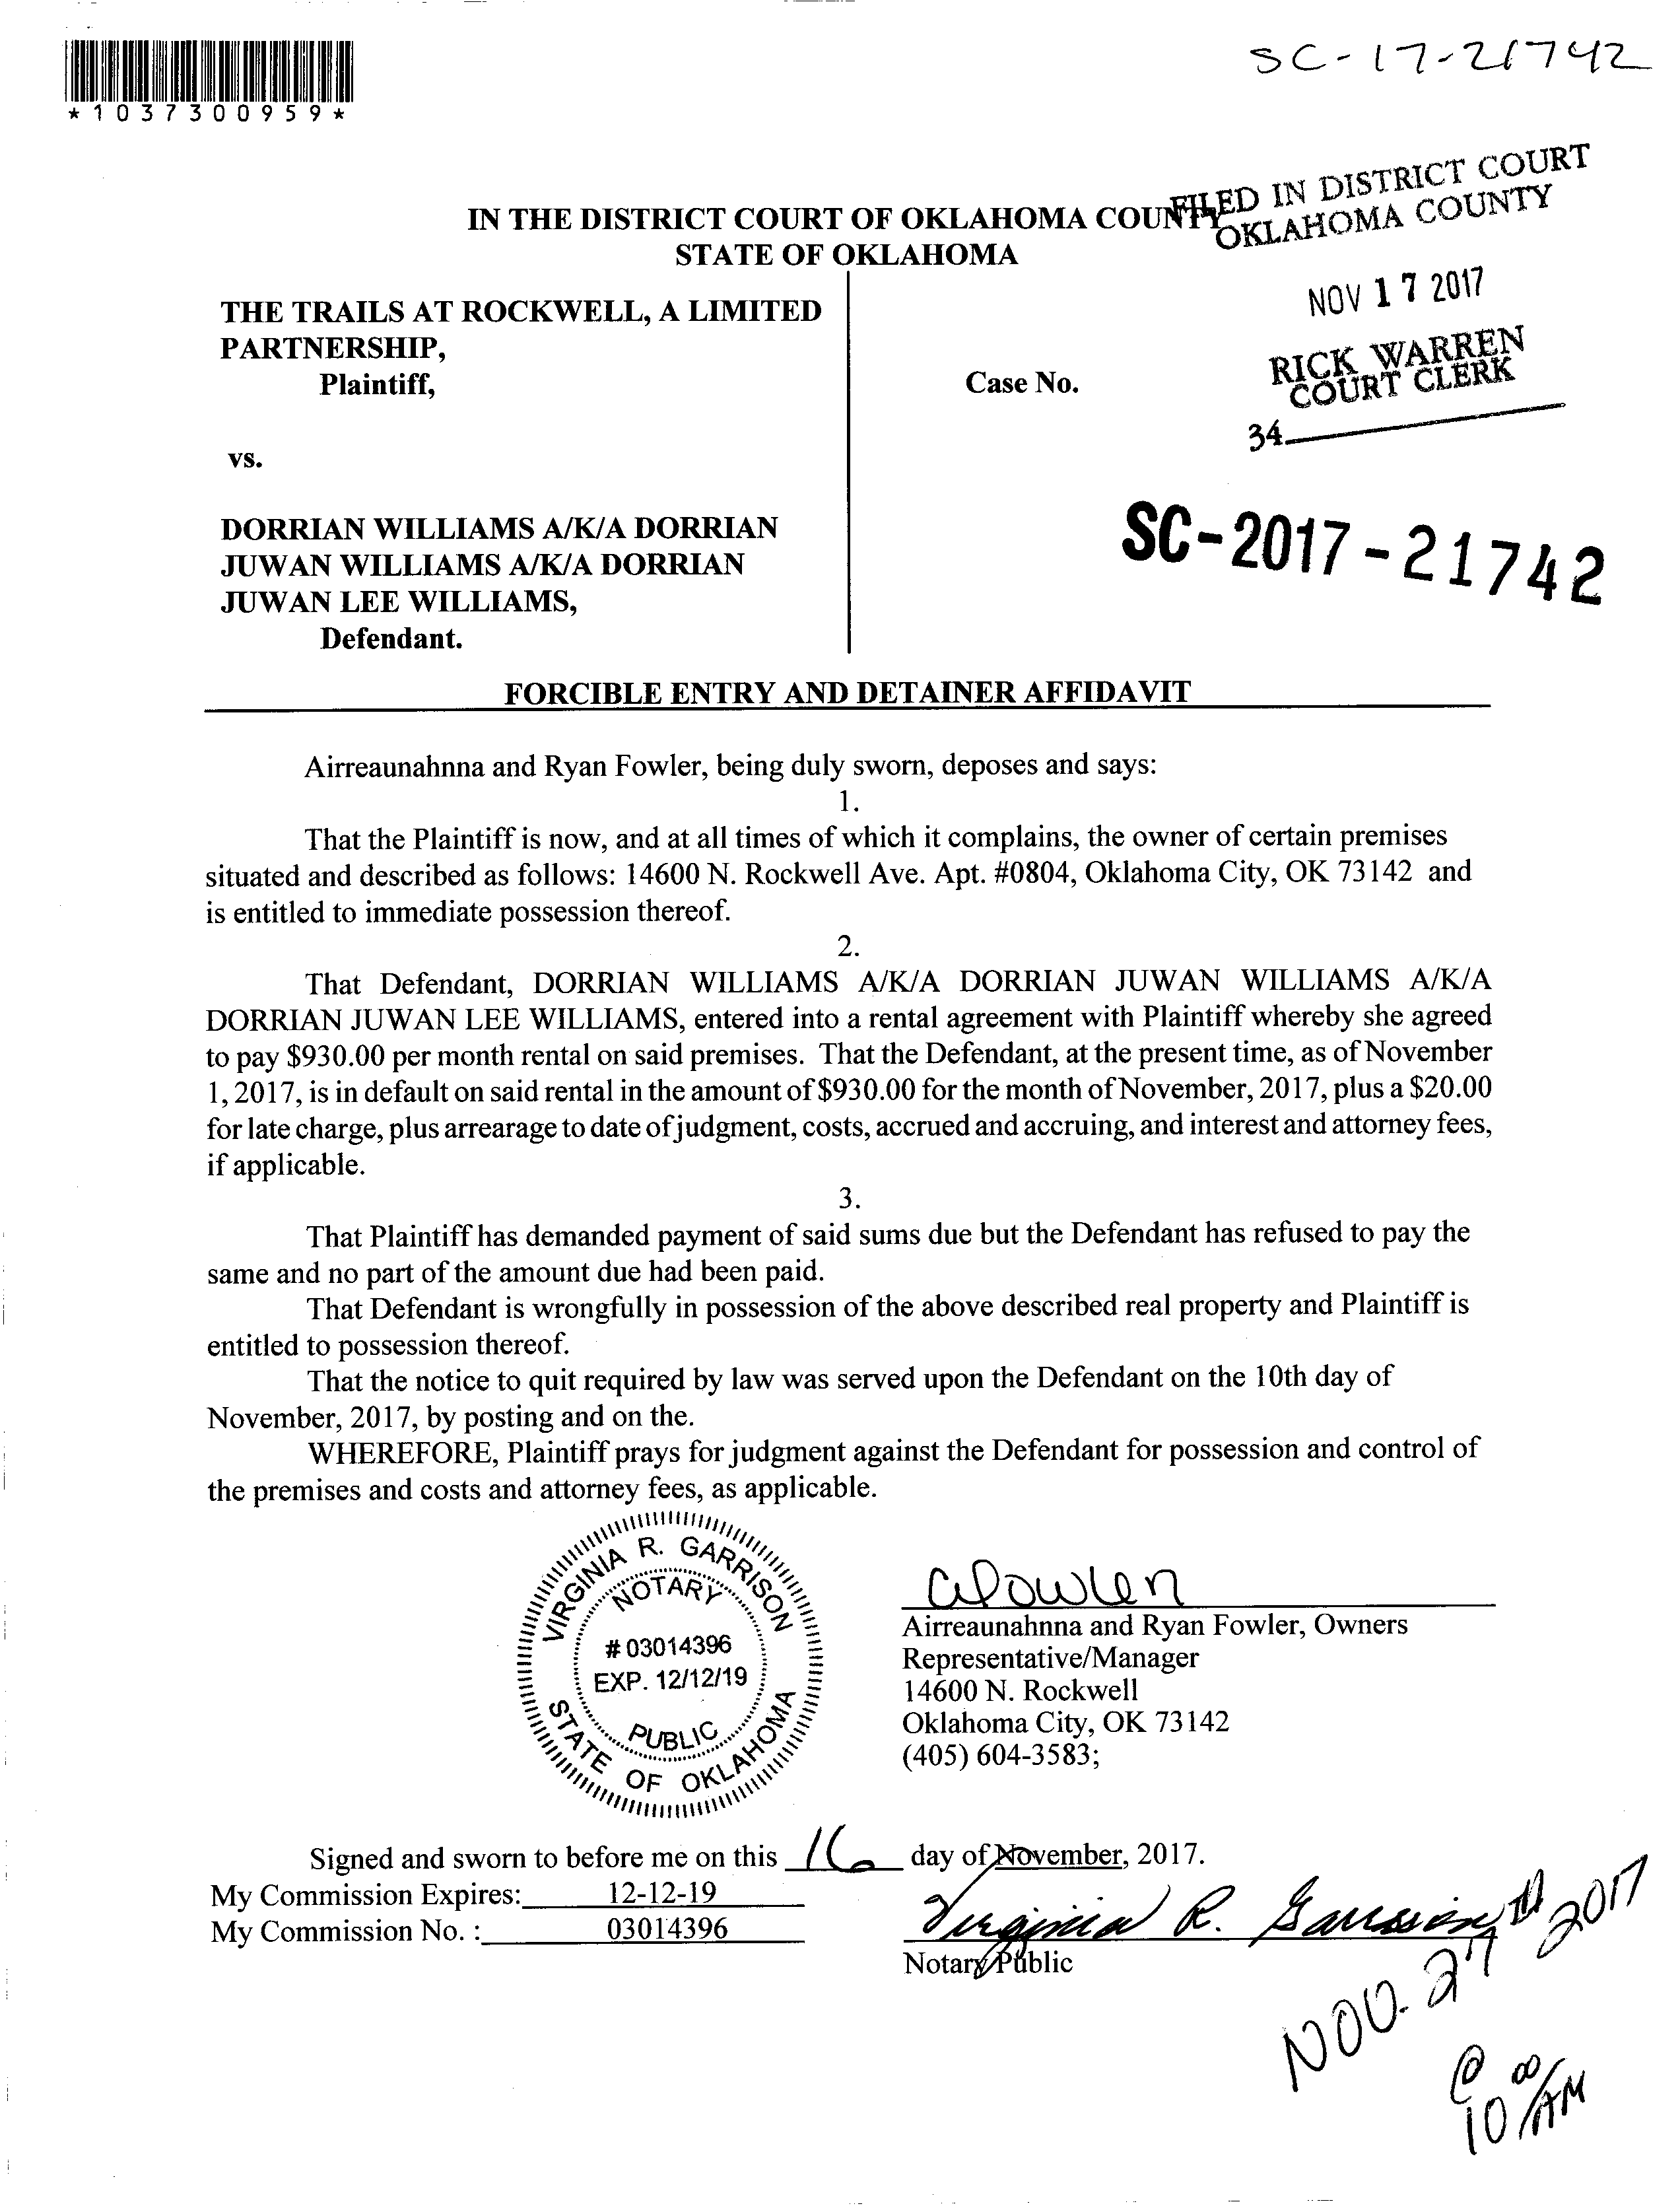 SC-17-21742
*1037300959*
FILED IN DISTRICT COURT
OKLAHOMA COUNTY
IN THE DISTRICT COURT OF OKLAHOMA COUNTY
STATE OF OKLAHOMA
NOV 17 2017
RICK WARREN
COURT CLERK
34
THE TRAILS AT ROCKWELL, A LIMITED
PARTNERSHIP,
Plaintiff,
Case No.
vs.
SC-2017-21742
DORRIAN WILLIAMS A/K/A DORRIAN
JUWAN WILLIAMS A/K/A DORRIAN
JUWAN LEE WILLIAMS,
Defendant.
FORCIBLE ENTRY AND DETAINER AFFIDAVIT
Airreaunahnna and Ryan Fowler, being duly sworn, deposes and says:
1.
That the Plaintiff is now, and at all times of which it complains, the owner of certain premises
situated and described as follows: 14600 N. Rockwell Ave. Apt. #0804, Oklahoma City, OK 73142 and
is entitled to immediate possession thereof.
2.
That Defendant, DORRIAN WILLIAMS A/K/A DORRIAN JUWAN WILLIAMS A/K/A
DORRIAN JUWAN LEE WILLIAMS, entered into a rental agreement with Plaintiff whereby she agreed
to pay $930.00 per month rental on said premises. That the Defendant, at the present time, as of November
1, 2017, is in default on said rental in the amount of $930.00 for the month of November, 2017, plus a $20.00
for late charge, plus arrearage to date of judgment, costs, accrued and accruing, and interest and attorney fees,
if applicable.
3.
That Plaintiff has demanded payment of said sums due but the Defendant has refused to pay the
same and no part of the amount due had been paid.
That Defendant is wrongfully in possession of the above described real property and Plaintiff is
entitled to possession thereof.
That the notice to quit required by law was served upon the Defendant on the 10th day of
November, 2017, by posting and on the.
WHEREFORE, Plaintiff prays for judgment against the Defendant for possession and control of
the premises and costs and attorney fees, as applicable.
VIRGINIA R. GARRISON
NOTARY
# 03014396
EXP. 12/12/19
PUBLIC
STATE OF OKLAHOMA
Airreaunahnna and Ryan Fowler, Owners
Representative/Manager
14600 N. Rockwell
Oklahoma City, OK 73142
(405) 604-3583;
Signed and sworn to before me on this 16 day of November, 2017.
My Commission Expires: 12-12-19
My Commission No. : 03014396
Virginia R. Garrison
Notary Public
NOV. 27th 2017
@ 10 00/AM